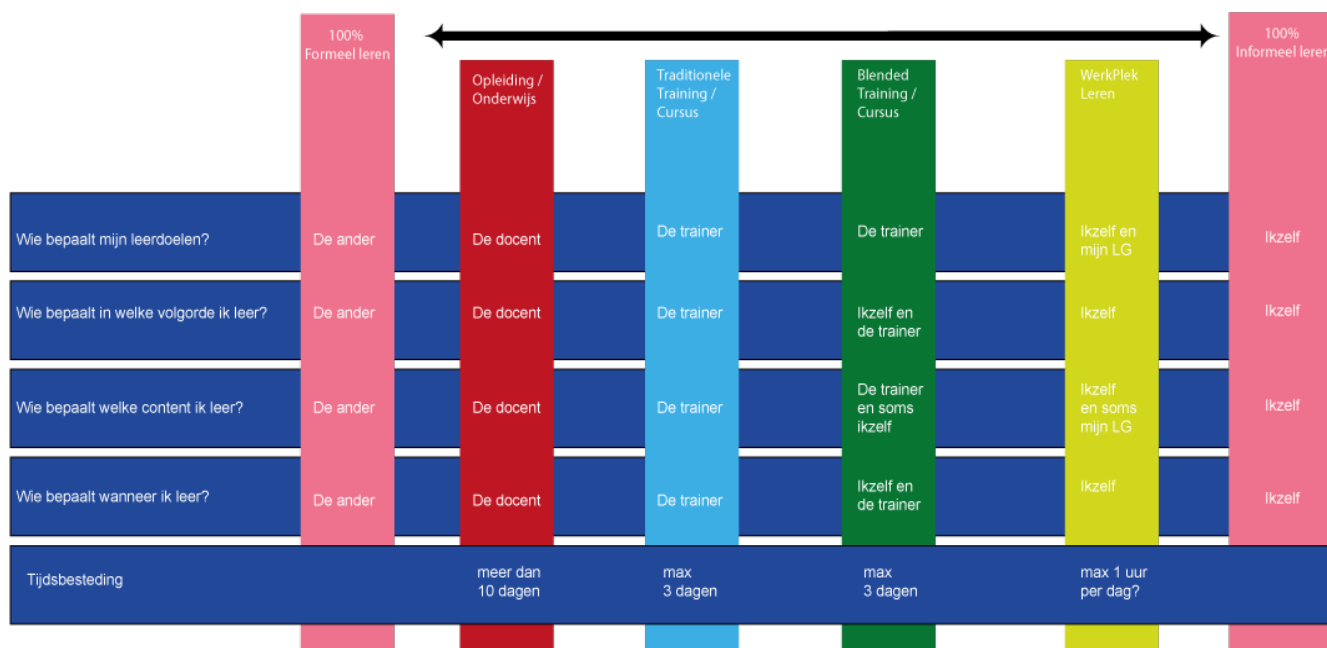 100%
Formeel leren
Opleiding /
Onderwijs
Traditionele
Training /
Cursus
Blended
Training /
Cursus
WerkPlek
Leren
100%
Informeel leren
Wie bepaalt mijn leerdoelen?
De ander
De docent
De trainer
De trainer
Ikzelf en
mijn LG
Ikzelf
Wie bepaalt in welke volgorde ik leer?
De ander
De docent
De trainer
Ikzelf en
de trainer
Ikzelf
Ikzelf
Wie bepaalt welke content ik leer?
De ander
De docent
De trainer
De trainer
en soms
ikzelf
Ikzelf
en soms
mijn LG
Ikzelf
Wie bepaalt wanneer ik leer?
De ander
De docent
De trainer
Ikzelf en
de trainer
Ikzelf
Ikzelf
Tijdsbesteding
meer dan
10 dagen
max
3 dagen
max
3 dagen
max 1 uur
per dag?